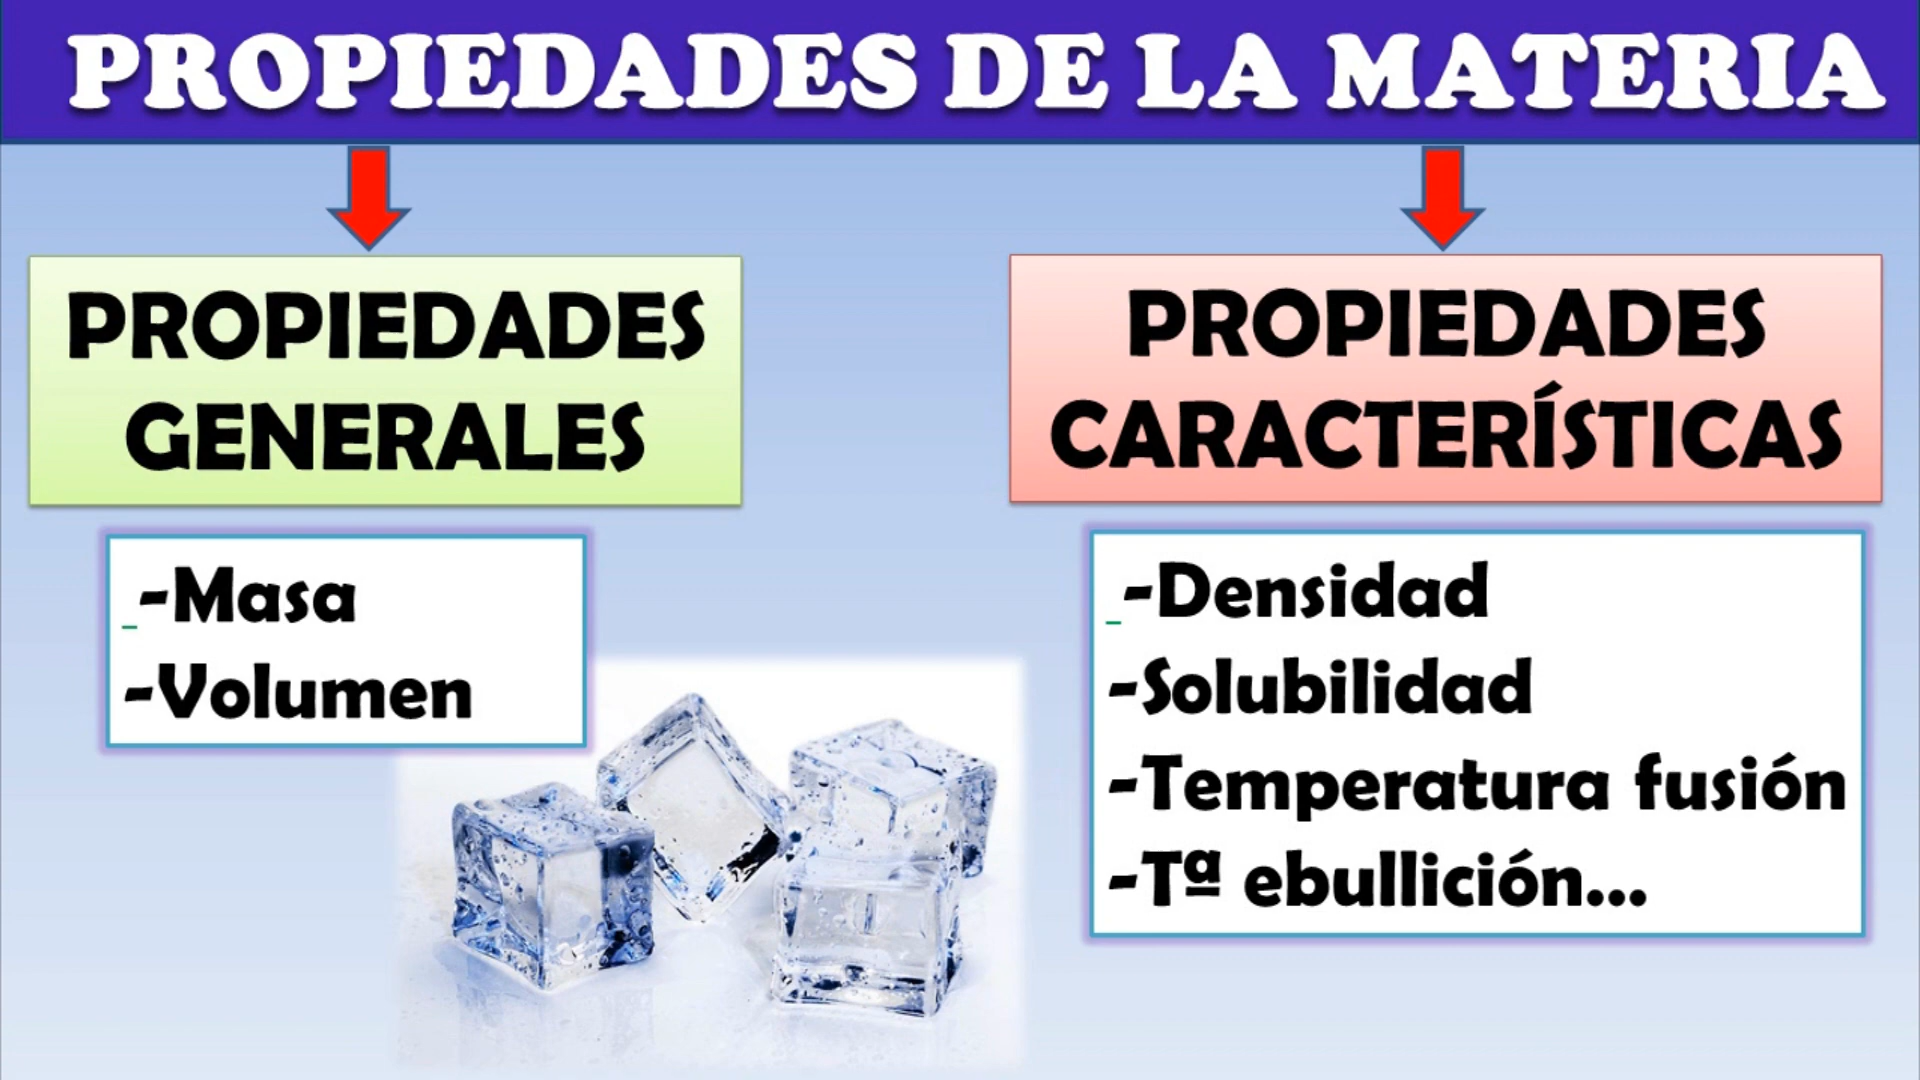 PROPIEDADES DE LA MATERIA
PROPIEDADES
GENERALES
-Masa
-Volumen
PROPIEDADES
CARACTERÍSTICAS
-Densidad
-Solubilidad
-Temperatura fusión
-Tª ebullición...